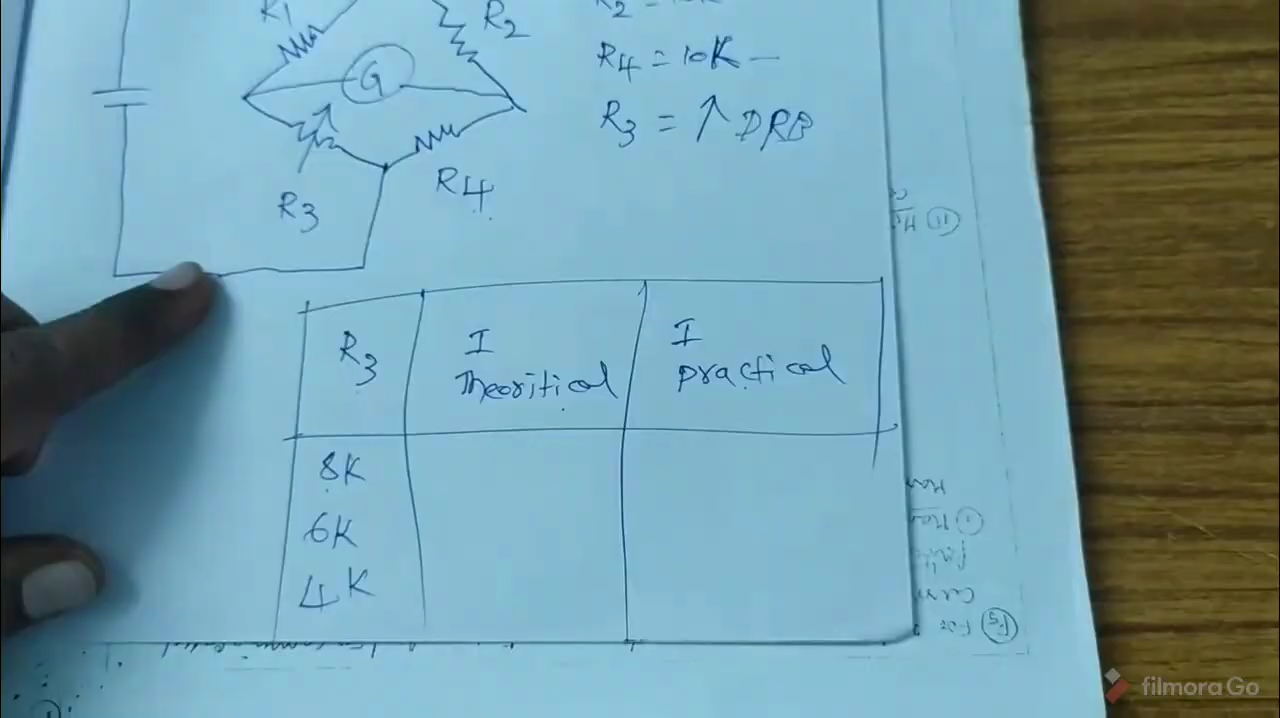 R1
R2
G
R3
R4
R4 = 10K
R3 = ↑ DRB
R3
I
Theoritical
I
practical
8K
6K
4K
filmora Go